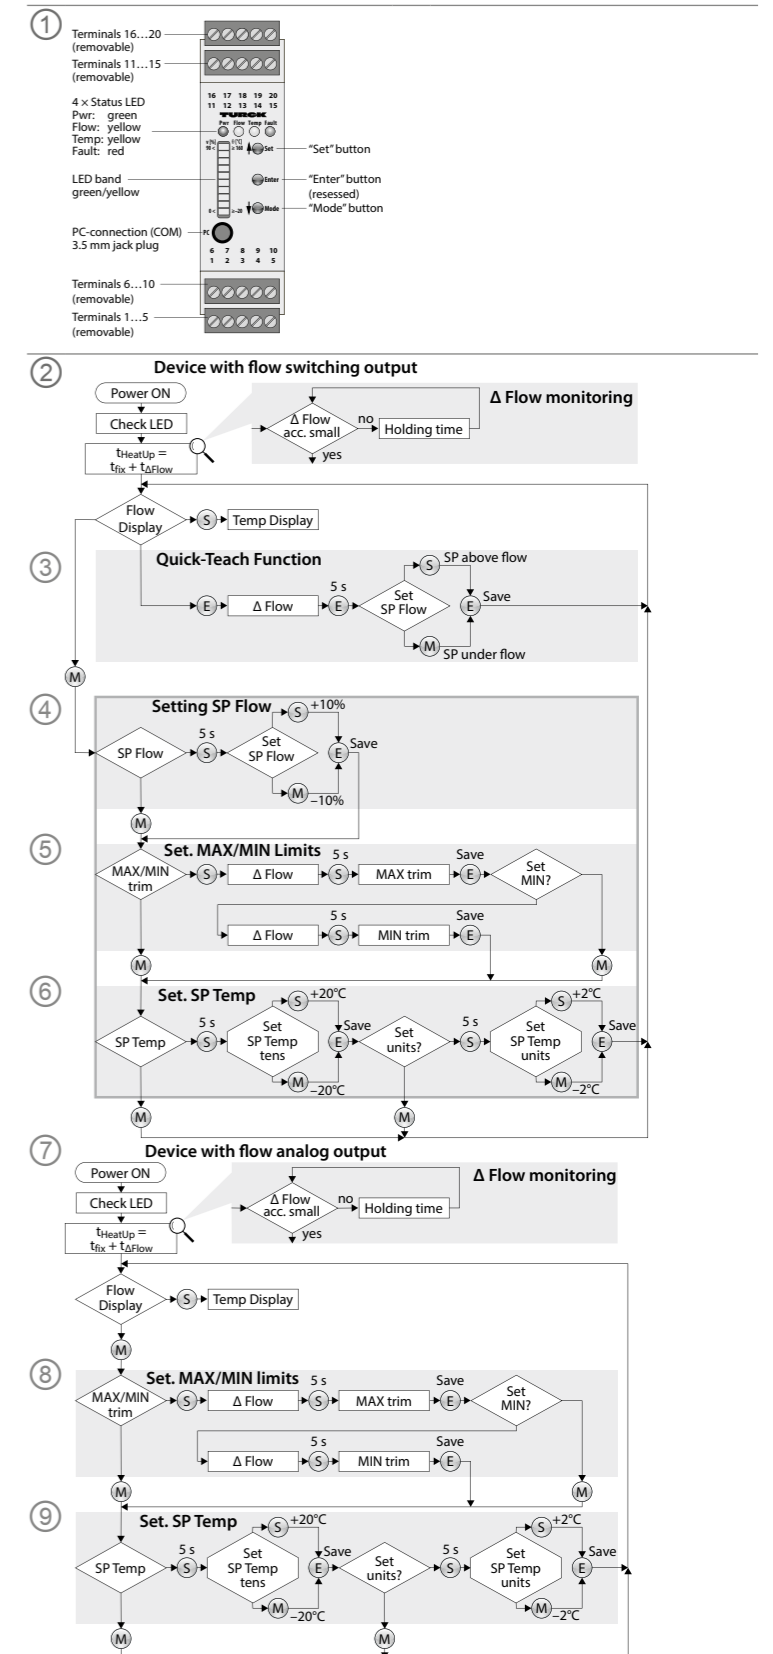 1
Terminals 16…20
(removable)
Terminals 11…15
(removable)
4 × Status LED
Pwr: green
Flow: yellow
Temp: yellow
Fault: red
LED band
green/yellow
PC-connection (COM)
3.5 mm jack plug
Terminals 6…10
(removable)
Terminals 1…5
(removable)
16 17 18 19 20
11 12 13 14 15
TURCK
Pwr Flow Temp Fault
Set
Enter
Mode
PC
6 7 8 9 10
1 2 3 4 5
"Set" button
"Enter" button
(resessed)
"Mode" button
2
Device with flow switching output
Power ON
Check LED
tHeatUp =
tfix + tΔFlow
Δ Flow monitoring
Δ Flow
acc. small
no
Holding time
yes
Flow
Display
S
Temp Display
3
Quick-Teach Function
E
Δ Flow
5 s
E
Set
SP Flow
S
SP above flow
E
Save
M
SP under flow
M
4
Setting SP Flow
SP Flow
5 s
S
Set
SP Flow
S
+10%
E
Save
M
–10%
M
5
Set. MAX/MIN Limits
MAX/MIN
trim
S
Δ Flow
5 s
S
MAX trim
Save
E
Set
MIN?
Δ Flow
5 s
S
MIN trim
Save
E
M
M
6
Set. SP Temp
SP Temp
5 s
S
Set
SP Temp
tens
S
+20°C
E
Save
M
–20°C
Set
units?
5 s
S
Set
SP Temp
units
S
+2°C
E
Save
M
–2°C
M
M
7
Device with flow analog output
Power ON
Check LED
tHeatUp =
tfix + tΔFlow
Δ Flow monitoring
Δ Flow
acc. small
no
Holding time
yes
Flow
Display
S
Temp Display
M
8
Set. MAX/MIN limits
MAX/MIN
trim
S
Δ Flow
5 s
S
MAX trim
Save
E
Set
MIN?
Δ Flow
5 s
S
MIN trim
Save
E
M
M
9
Set. SP Temp
SP Temp
5 s
S
Set
SP Temp
tens
S
+20°C
E
Save
M
–20°C
Set
units?
5 s
S
Set
SP Temp
units
S
+2°C
E
Save
M
–2°C
M
M